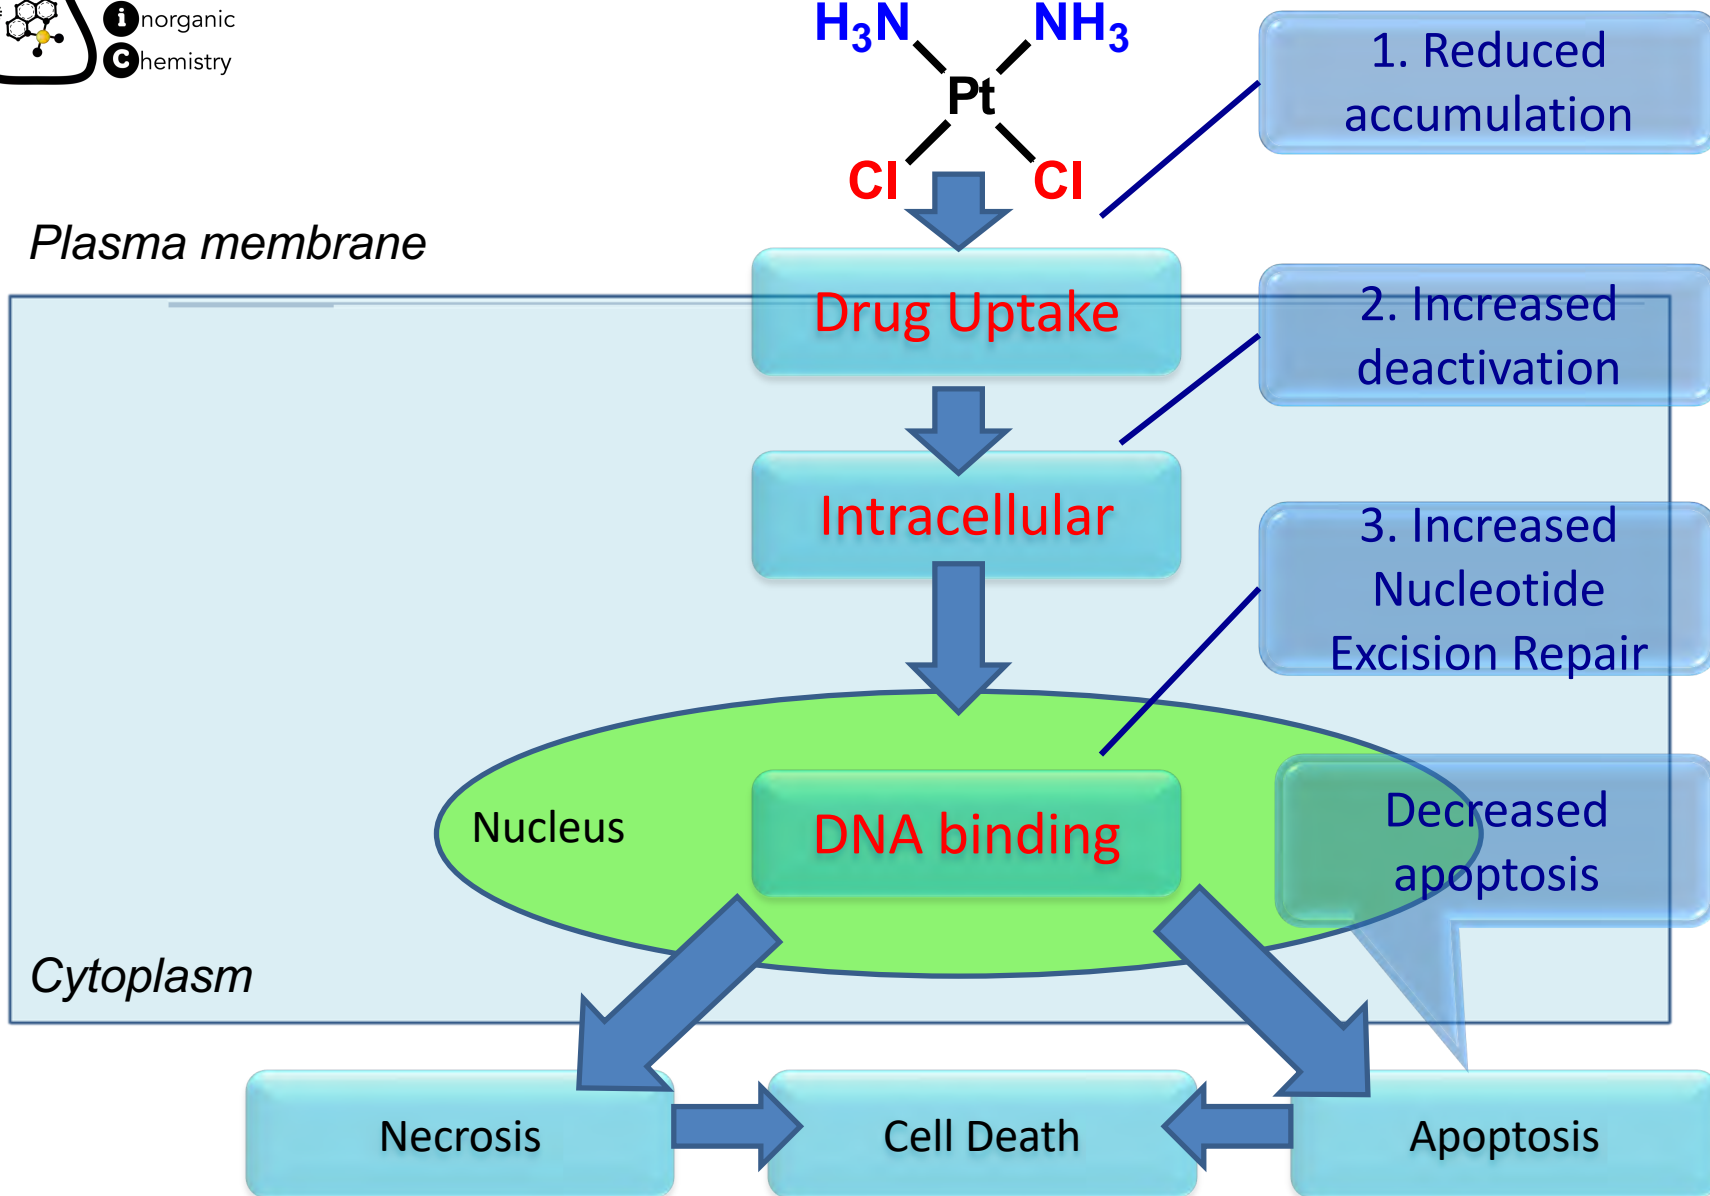 inorganic
Chemistry
H3N NH3
Pt
Cl Cl
1. Reduced
accumulation
Plasma membrane
Drug Uptake
2. Increased
deactivation
Intracellular
3. Increased
Nucleotide
Excision Repair
Nucleus
DNA binding
Decreased
apoptosis
Cytoplasm
Necrosis
Cell Death
Apoptosis